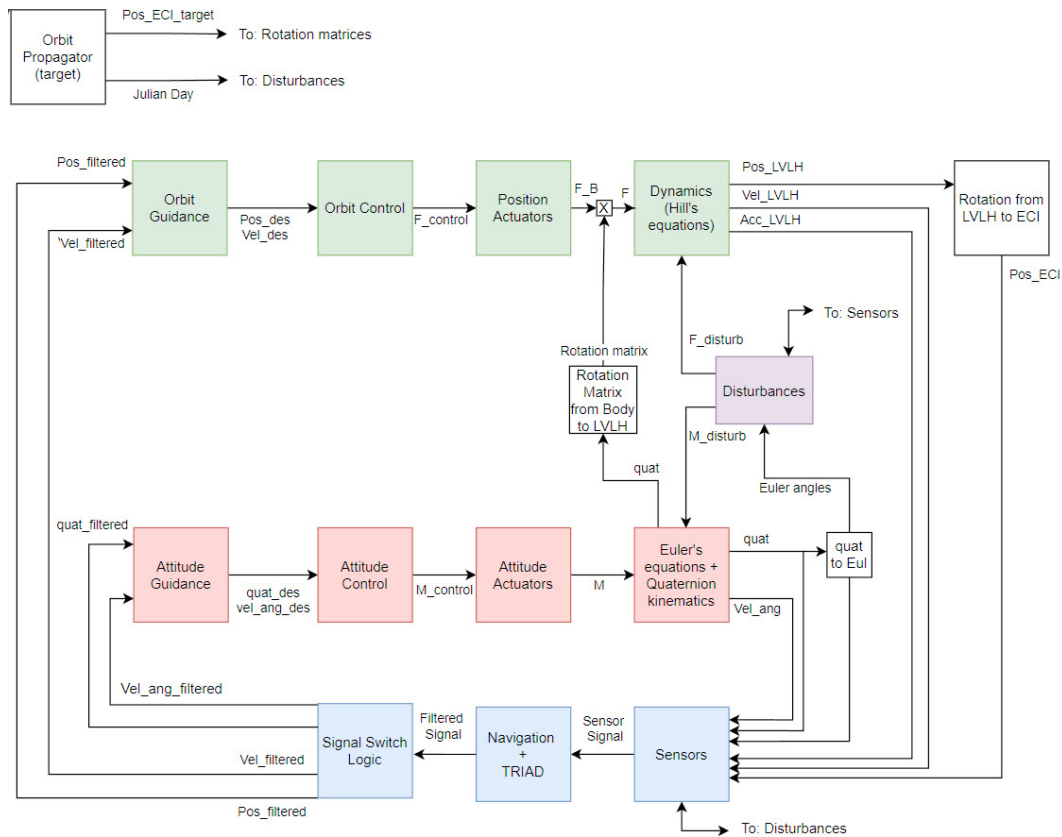 Pos_ECI_target
Orbit
Propagator
(target)
To: Rotation matrices
To: Disturbances
Julian Day
Pos_filtered
Orbit
Guidance
'Vel_filtered
Pos_des
Vel_des
Orbit Control
F_control
Position
Actuators
F_B
X
F
Dynamics
(Hill's
equations)
Pos_LVLH
Vel_LVLH
Acc_LVLH
Rotation from
LVLH to ECI
Pos_ECI
To: Sensors
F_disturb
Disturbances
M_disturb
Rotation matrix
Rotation
Matrix
from Body
to LVLH
quat
Euler angles
quat_filtered
Attitude
Guidance
quat_des
vel_ang_des
Attitude
Control
M_control
Attitude
Actuators
M
Euler's
equations +
Quaternion
kinematics
quat
quat
to Eul
Vel_ang
Vel_ang_filtered
Vel_filtered
Pos_filtered
Signal Switch
Logic
Filtered
Signal
Navigation
+
TRIAD
Sensor
Signal
Sensors
To: Disturbances